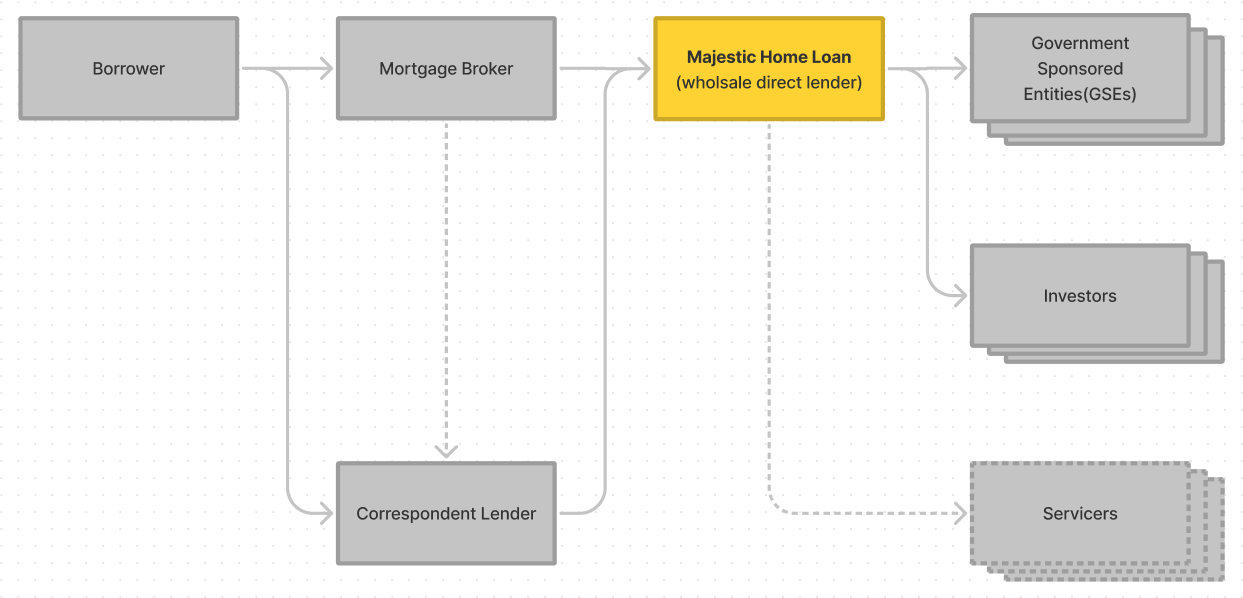 Borrower
Mortgage Broker
Majestic Home Loan
(wholsale direct lender)
Government
Sponsored
Entities(GSEs)
Investors
Correspondent Lender
Servicers